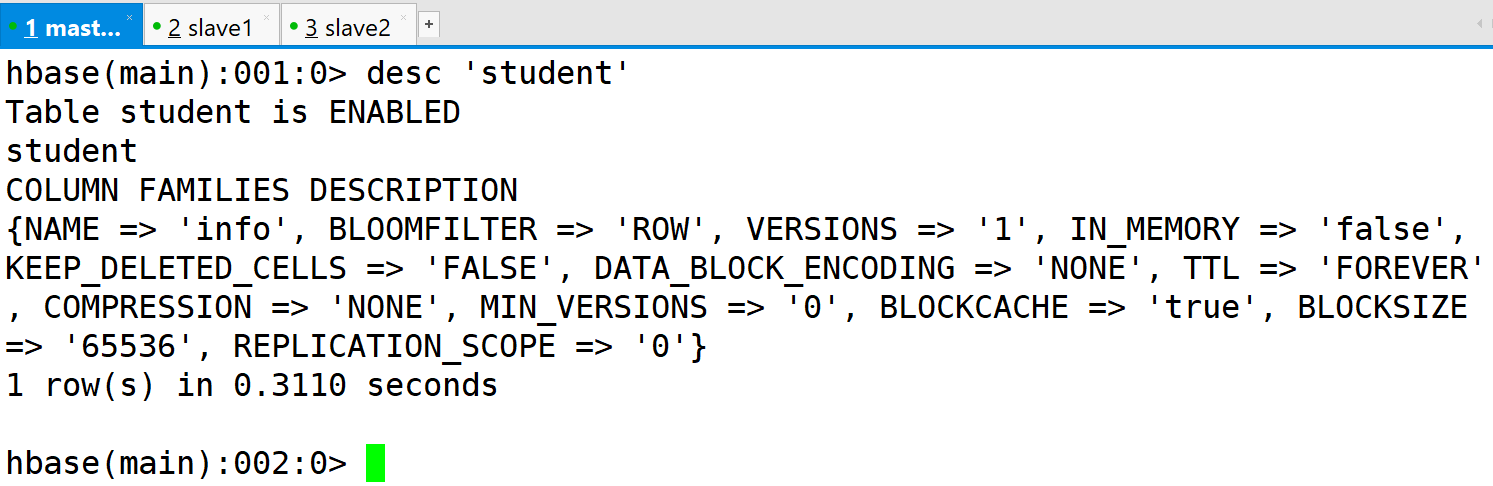 1 mast... × 2 slave1 × 3 slave2 × +
hbase(main):001:0> desc 'student'
Table student is ENABLED
student
COLUMN FAMILIES DESCRIPTION
{NAME => 'info', BLOOMFILTER => 'ROW', VERSIONS => '1', IN_MEMORY => 'false',
KEEP_DELETED_CELLS => 'FALSE', DATA_BLOCK_ENCODING => 'NONE', TTL => 'FOREVER'
, COMPRESSION => 'NONE', MIN_VERSIONS => '0', BLOCKCACHE => 'true', BLOCKSIZE
=> '65536', REPLICATION_SCOPE => '0'}
1 row(s) in 0.3110 seconds
hbase(main):002:0>